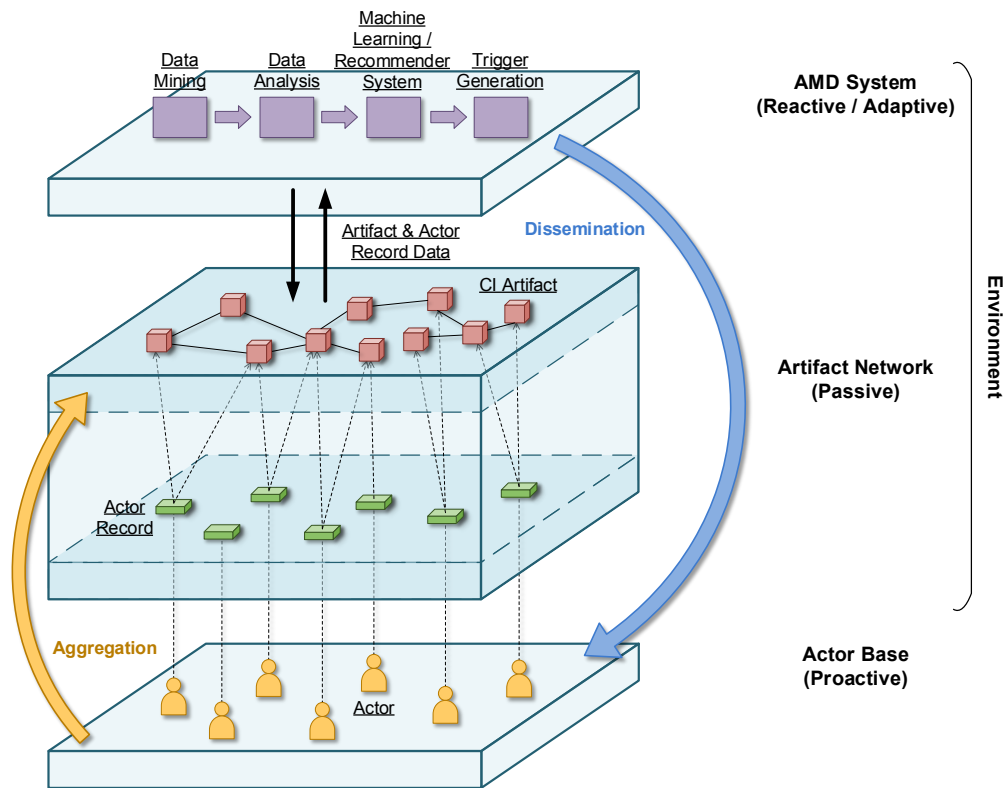 Data
Mining
Data
Analysis
Machine
Learning /
Recommender
System
Trigger
Generation
AMD System
(Reactive / Adaptive)
Dissemination
Artifact & Actor
Record Data
CI Artifact
Environment
Artifact Network
(Passive)
Actor
Record
Aggregation
Actor
Actor Base
(Proactive)